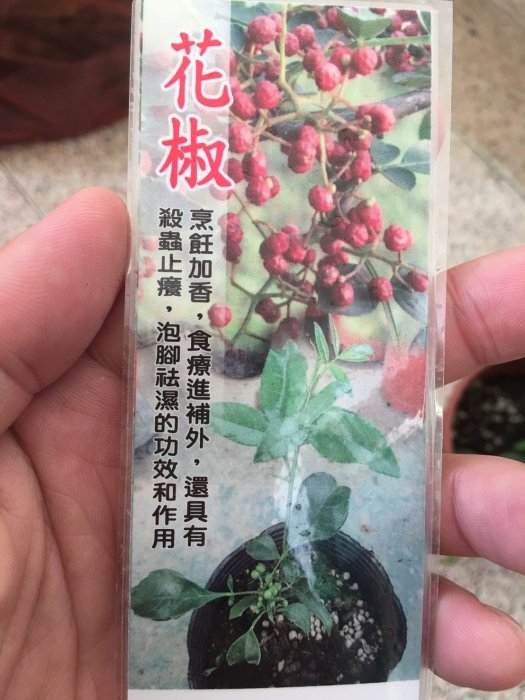 花椒
烹飪加香，食療進補外，還具有
殺蟲止癢，泡腳祛濕的功效和作用